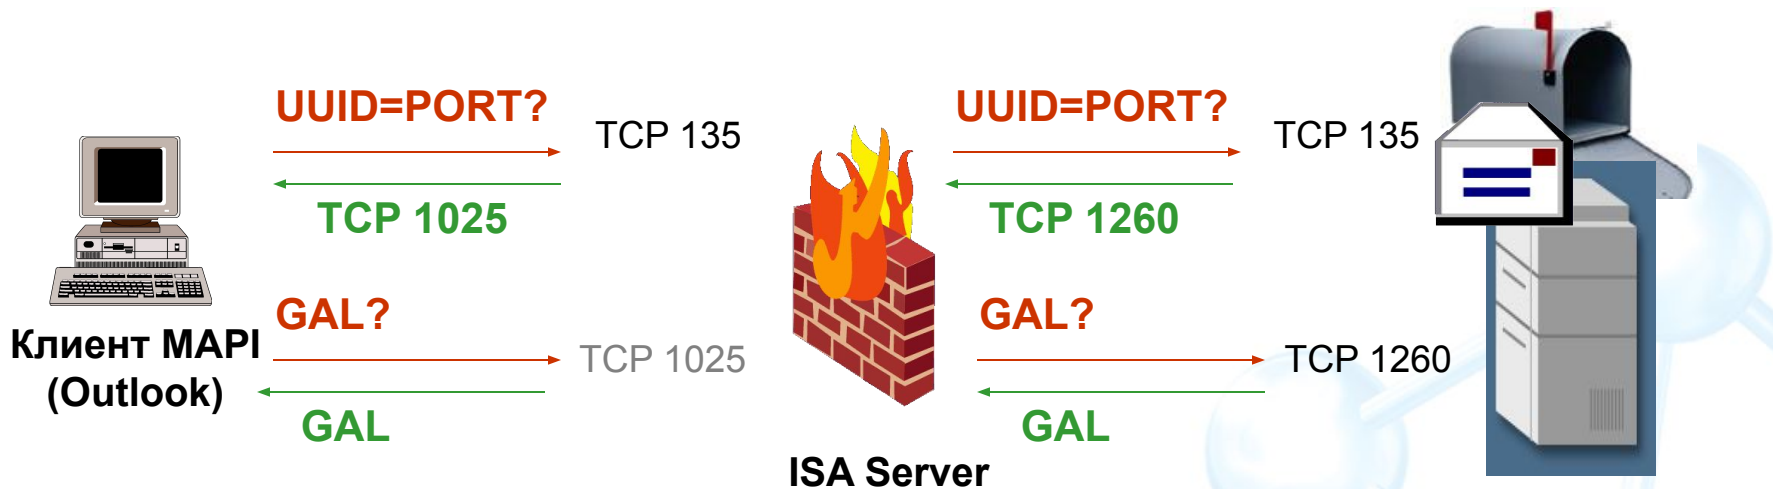 UUID=PORT?
TCP 135
UUID=PORT?
TCP 135
TCP 1025
TCP 1260
GAL?
GAL?
Клиент MAPI
(Outlook)
TCP 1025
TCP 1260
GAL
GAL
ISA Server